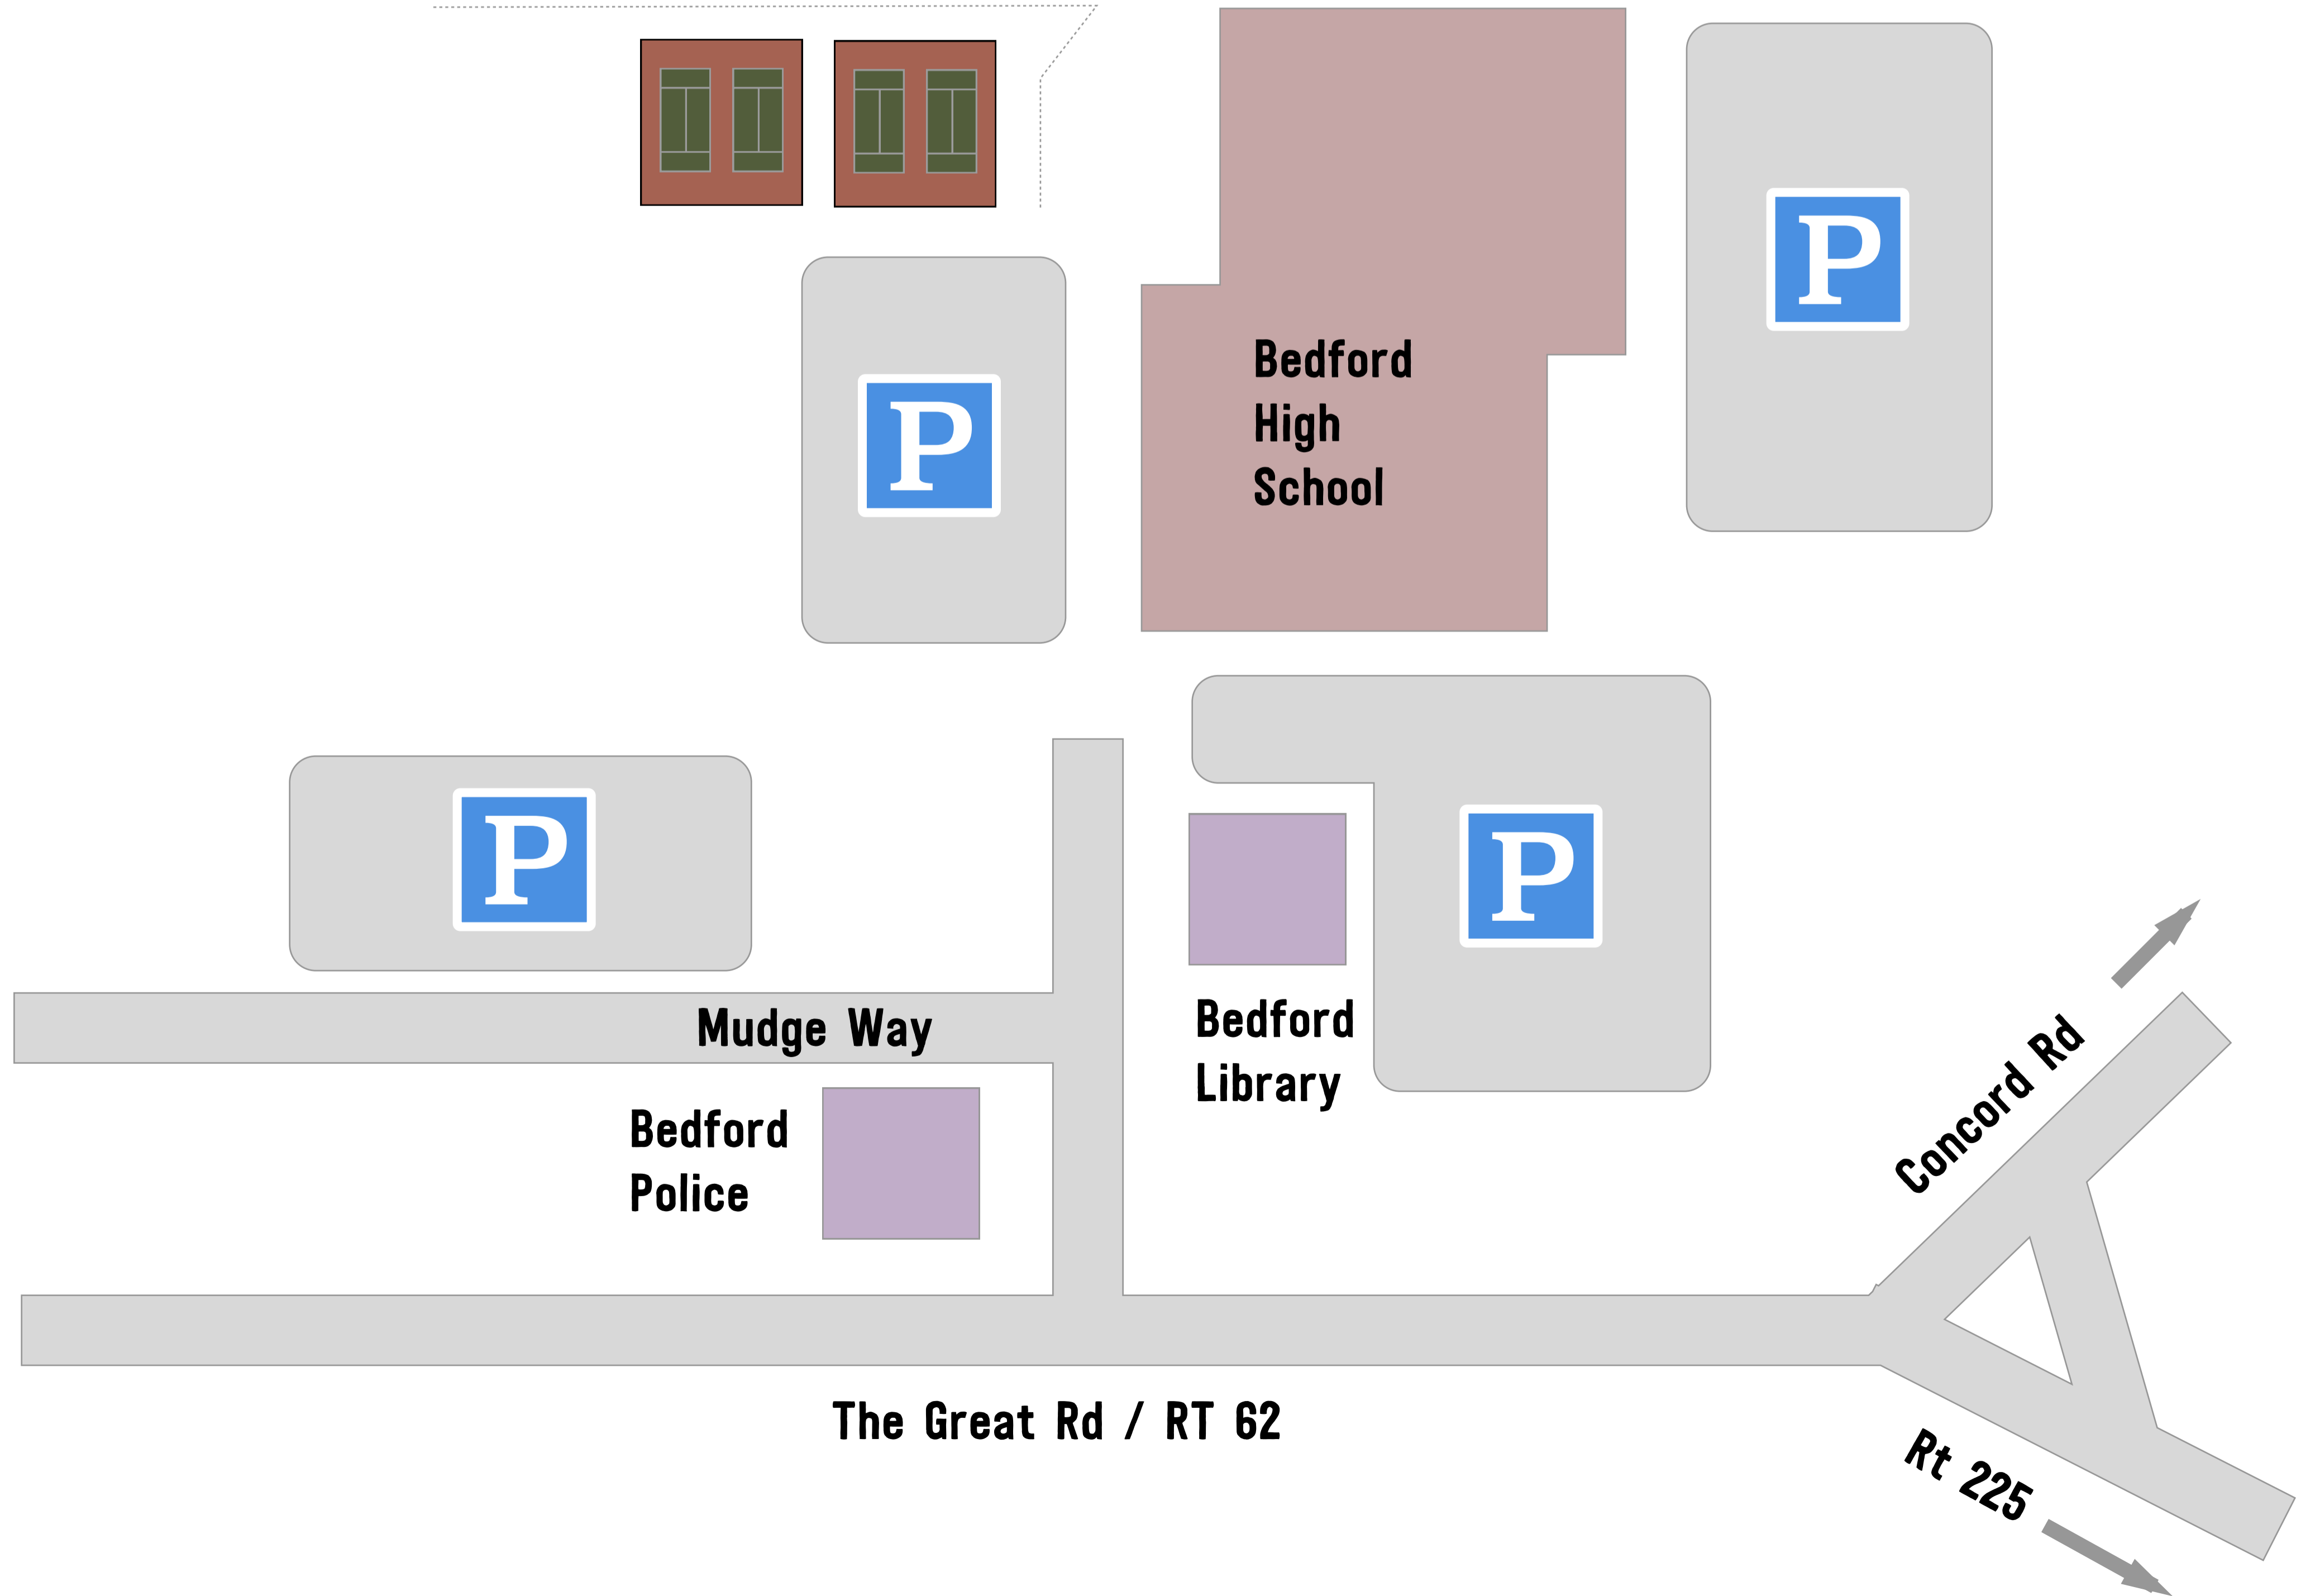 P
Bedford
High
School
P
P
P
Mudge Way
Bedford
Library
Bedford
Police
Concord Rd
The Great Rd / RT 62
Rt 225